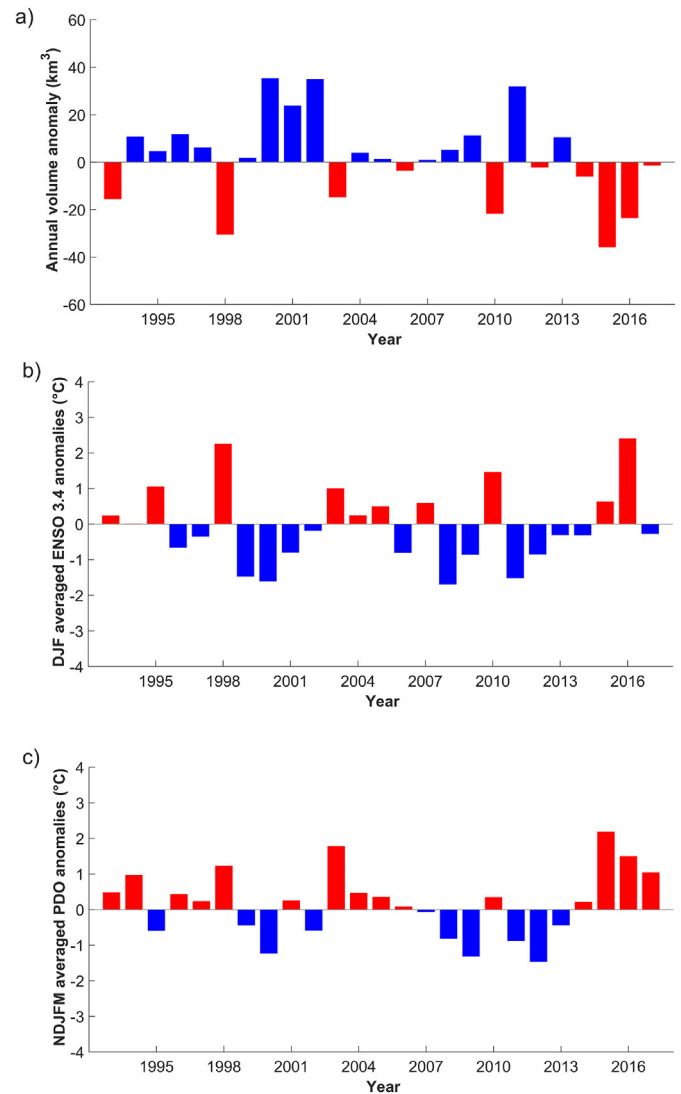 a)
Annual volume anomaly (km³)
60
40
20
0
-20
-40
-60
1995 1998 2001 2004 2007 2010 2013 2016
Year
b)
DJF averaged ENSO 3.4 anomalies (°C)
4
3
2
1
0
-1
-2
-3
-4
1995 1998 2001 2004 2007 2010 2013 2016
Year
c)
NDJFM averaged PDO anomalies (°C)
4
3
2
1
0
-1
-2
-3
-4
1995 1998 2001 2004 2007 2010 2013 2016
Year